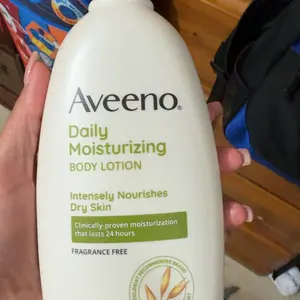 Aveeno®
Daily
Moisturizing
BODY LOTION
Intensely Nourishes
Dry Skin
Clinically-proven moisturization
that lasts 24 hours
FRAGRANCE FREE